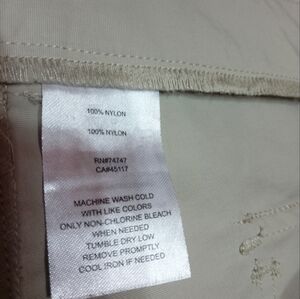 100% NYLON
100% NYLON
RN#74747
CA#45117
MACHINE WASH COLD
WITH LIKE COLORS
ONLY NON-CHLORINE BLEACH
WHEN NEEDED
TUMBLE DRY LOW
REMOVE PROMPTLY
COOL IRON IF NEEDED